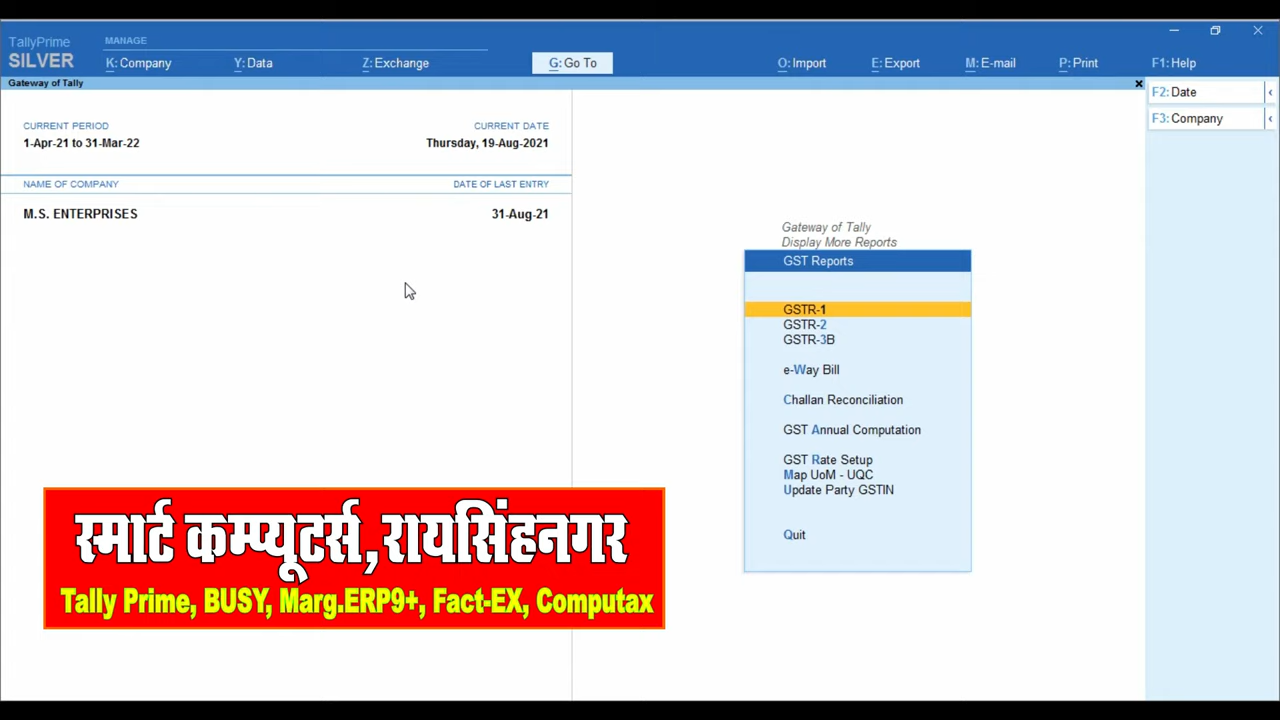 TallyPrime
SILVER
MANAGE
K: Company
Y: Data
Z: Exchange
G: Go To
O: Import
E: Export
M: E-mail
P: Print
F1: Help
Gateway of Tally
F2: Date
F3: Company
CURRENT PERIOD
CURRENT DATE
1-Apr-21 to 31-Mar-22
Thursday, 19-Aug-2021
NAME OF COMPANY
DATE OF LAST ENTRY
M.S. ENTERPRISES
31-Aug-21
Gateway of Tally
Display More Reports
GST Reports
GSTR-1
GSTR-2
GSTR-3B
e-Way Bill
Challan Reconciliation
GST Annual Computation
GST Rate Setup
Map UoM - UQC
Update Party GSTIN
Quit
स्मार्ट कम्प्यूटर्स,रायसिंहनगर
Tally Prime, BUSY, Marg.ERP9+, Fact-EX, Computax